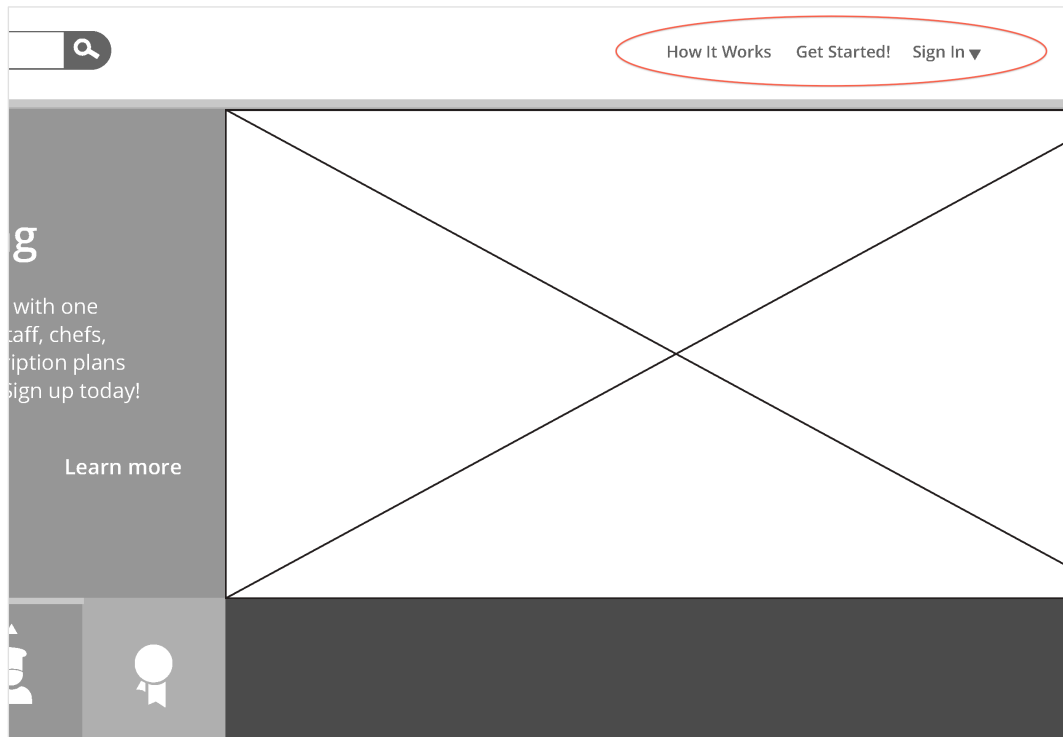 How It Works Get Started! Sign In
g
with one
taff, chefs,
ription plans
Sign up today!
Learn more